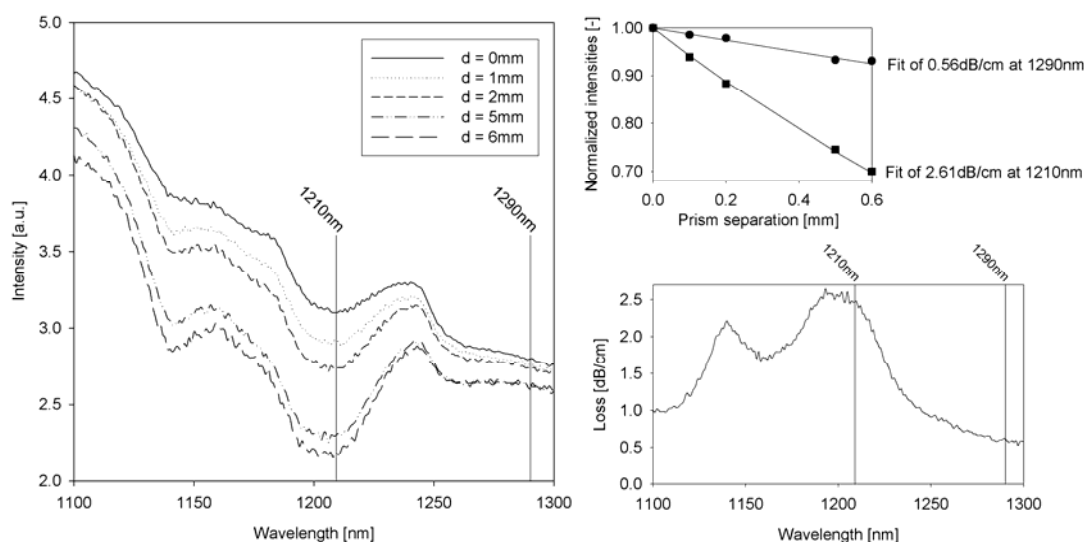 5.0
4.5
4.0
3.5
3.0
2.5
2.0
Intensity [a.u.]
1100
1150
1200
1250
1300
Wavelength [nm]
d = 0mm
d = 1mm
d = 2mm
d = 5mm
d = 6mm
1210nm
1290nm
1.00
0.90
0.80
0.70
Normalized intensities [-]
0.0
0.2
0.4
0.6
Prism separation [mm]
Fit of 0.56dB/cm at 1290nm
Fit of 2.61dB/cm at 1210nm
1210nm
1290nm
2.5
2.0
1.5
1.0
0.5
0.0
Loss [dB/cm]
1100
1150
1200
1250
1300
Wavelength [nm]